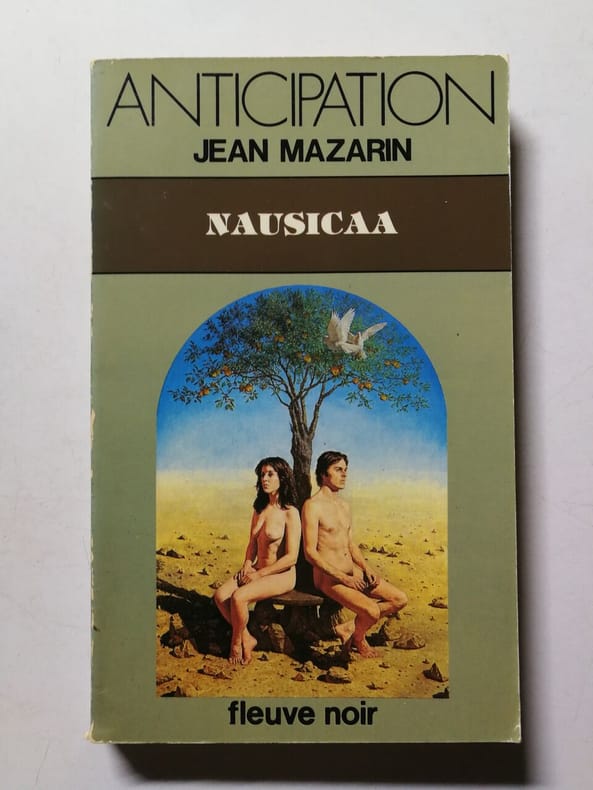 ANTICIPATION
JEAN MAZARIN
NAUSICAA
fleuve noir